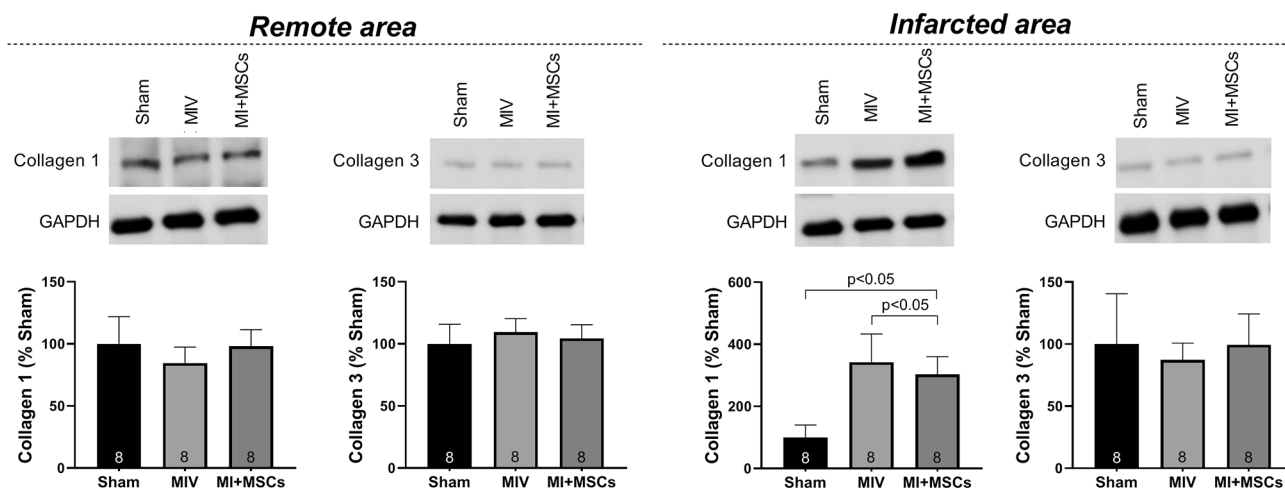 Remote area
Infarcted area
Sham MIV MI+MSCs
Collagen 1
GAPDH
Sham MIV MI+MSCs
Collagen 3
GAPDH
Sham MIV MI+MSCs
Collagen 1
GAPDH
Sham MIV MI+MSCs
Collagen 3
GAPDH
Collagen 1 (% Sham)
150
100
50
0
8 8 8
Sham MIV MI+MSCs
Collagen 3 (% Sham)
150
100
50
0
8 8 8
Sham MIV MI+MSCs
Collagen 1 (% Sham)
600
400
200
0
p<0.05
p<0.05
8 8 8
Sham MIV MI+MSCs
Collagen 3 (% Sham)
150
100
50
0
8 8 8
Sham MIV MI+MSCs